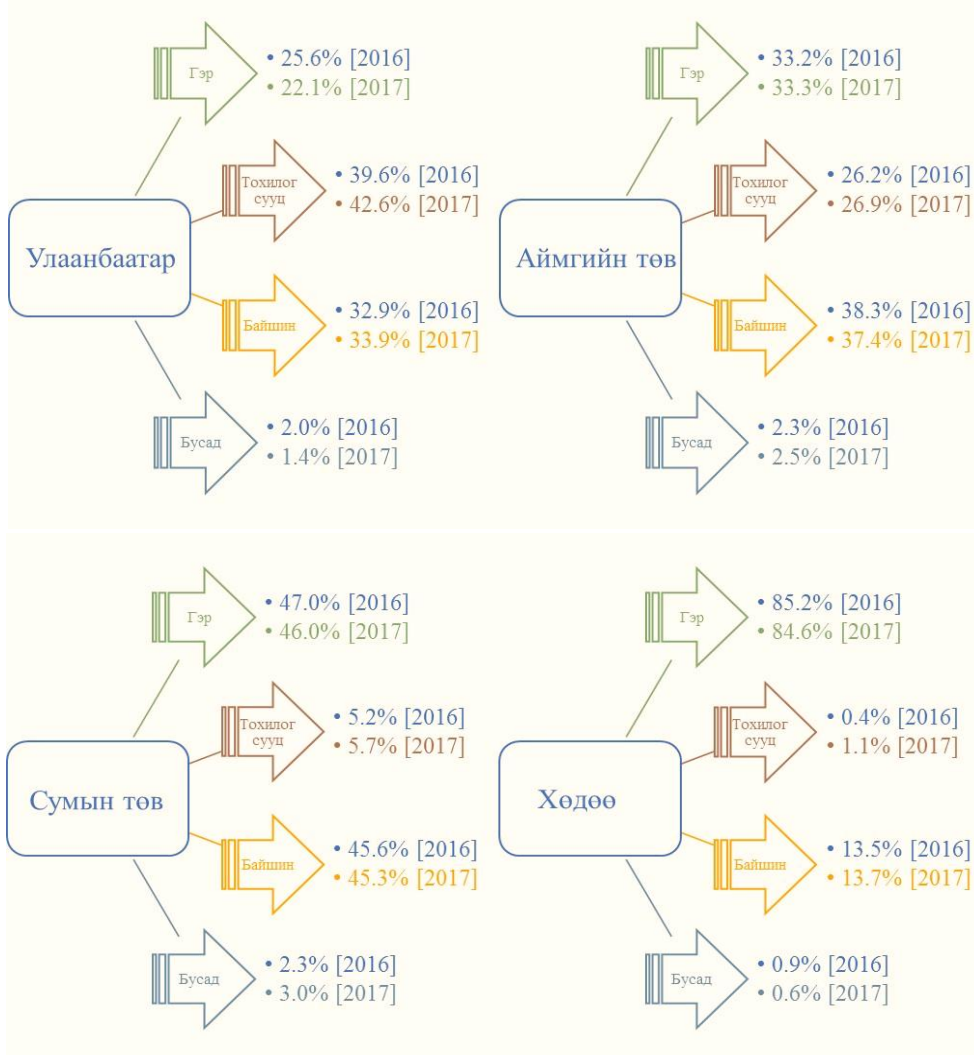 Улаанбаатар
Гэр
• 25.6% [2016]
• 22.1% [2017]
Тохилог
сууц
• 39.6% [2016]
• 42.6% [2017]
Байшин
• 32.9% [2016]
• 33.9% [2017]
Бусад
• 2.0% [2016]
• 1.4% [2017]
Аймгийн төв
Гэр
• 33.2% [2016]
• 33.3% [2017]
Тохилог
сууц
• 26.2% [2016]
• 26.9% [2017]
Байшин
• 38.3% [2016]
• 37.4% [2017]
Бусад
• 2.3% [2016]
• 2.5% [2017]
Сумын төв
Гэр
• 47.0% [2016]
• 46.0% [2017]
Тохилог
сууц
• 5.2% [2016]
• 5.7% [2017]
Байшин
• 45.6% [2016]
• 45.3% [2017]
Бусад
• 2.3% [2016]
• 3.0% [2017]
Хөдөө
Гэр
• 85.2% [2016]
• 84.6% [2017]
Тохилог
сууц
• 0.4% [2016]
• 1.1% [2017]
Байшин
• 13.5% [2016]
• 13.7% [2017]
Бусад
• 0.9% [2016]
• 0.6% [2017]